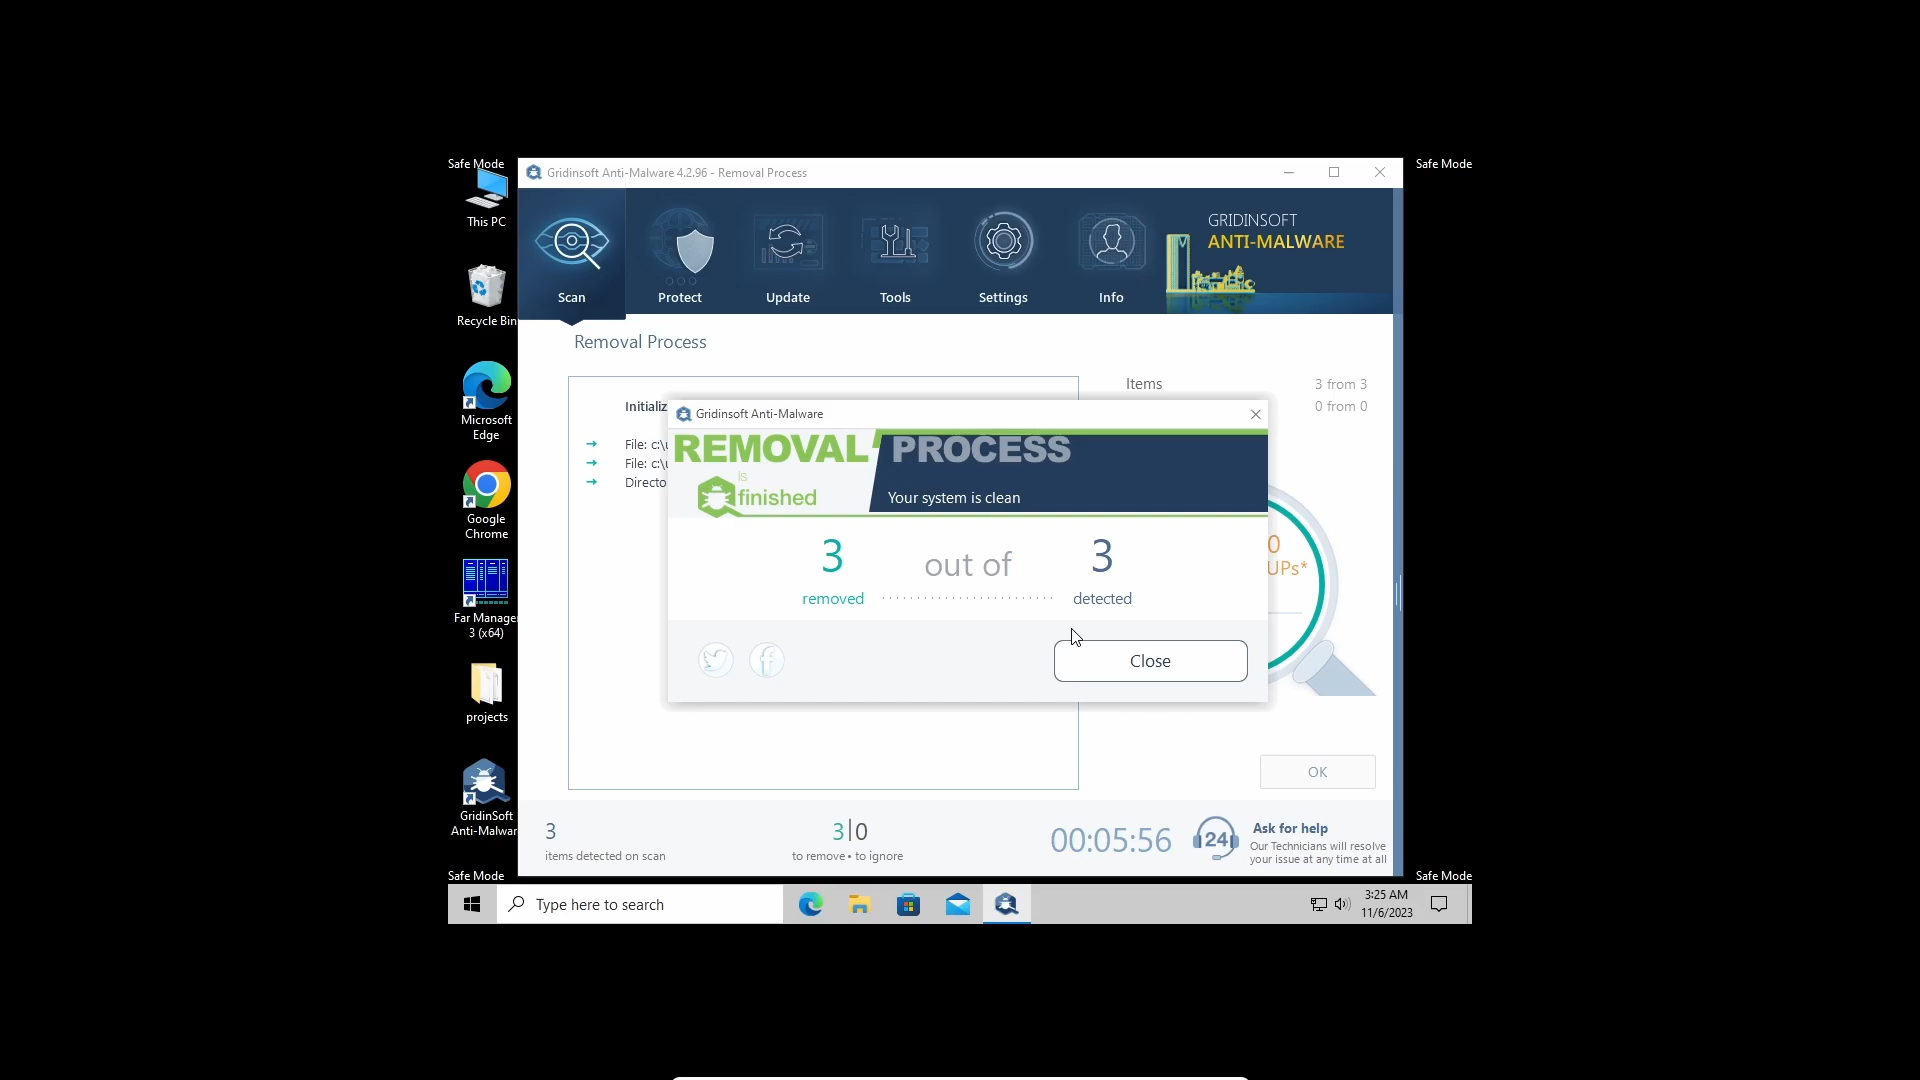 Safe Mode
Safe Mode
Gridinsoft Anti-Malware 4.2.96 - Removal Process
This PC
Recycle Bin
Microsoft
Edge
Google
Chrome
Far Manage
3 (x64)
projects
GridinSoft
Anti-Malwar
Scan
Protect
Update
Tools
Settings
Info
GRIDINSOFT
ANTI-MALWARE
Removal Process
Initializ
File: c:\u
File: c:\u
Directo
Items
3 from 3
0 from 0
Gridinsoft Anti-Malware
REMOVAL PROCESS
is
finished
Your system is clean
3 out of 3
removed
detected
Close
0
UPs*
OK
3
items detected on scan
3|0
to remove • to ignore
00:05:56
24
Ask for help
Our Technicians will resolve
your issue at any time at all
Safe Mode
Safe Mode
Type here to search
3:25 AM
11/6/2023